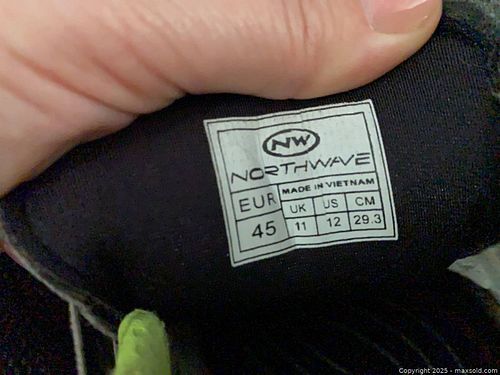 NW
NORTHWAVE
MADE IN VIETNAM
EUR UK US CM
45 11 12 29.3
Copyright © 2025 - maxsold.com